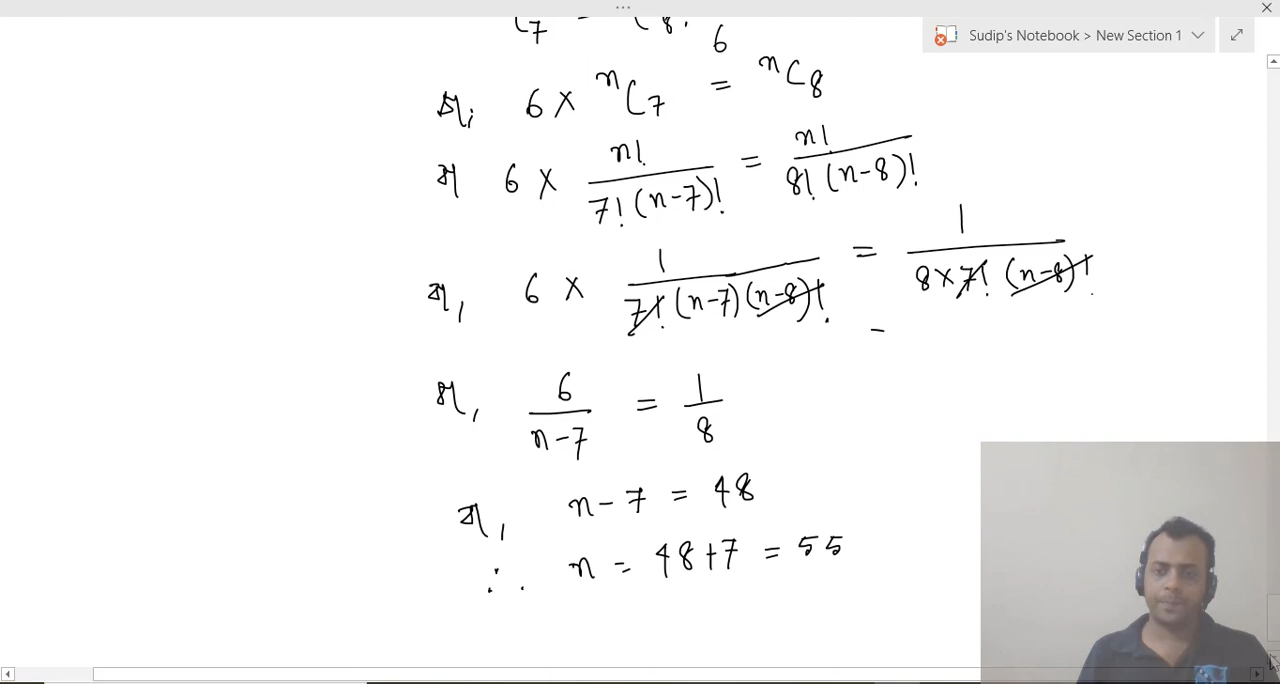 Sudip's Notebook > New Section 1
6
বা, 6 × ⁿC₇ = ⁿC₈
বা 6 × n!/7!(n-7)! = n!/8!(n-8)!
বা, 6 × 1/7!(n-7)(n-8)! = 1/8×7!(n-8)!
বা, 6/n-7 = 1/8
বা, n-7 = 48
∴ n = 48+7 = 55